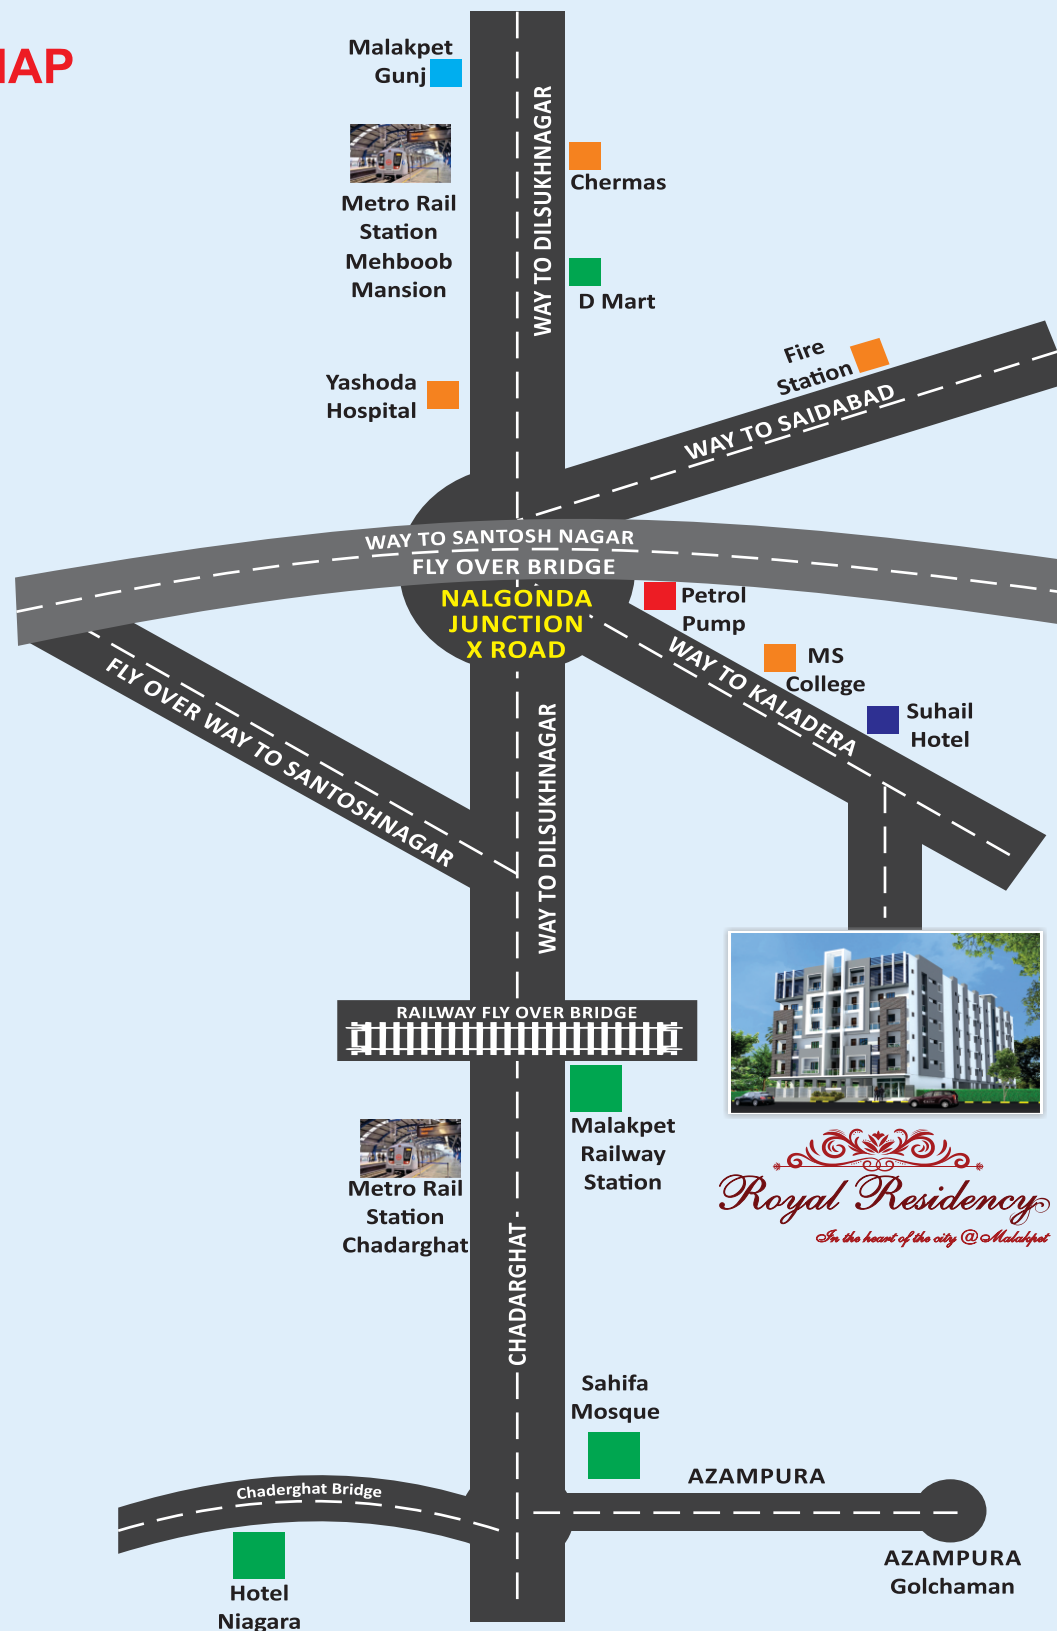 MAP
Malakpet
Gunj
Metro Rail
Station
Mehboob
Mansion
WAY TO DILSUKHNAGAR
Chermas
D Mart
Yashoda
Hospital
Fire
Station
WAY TO SAIDABAD
WAY TO SANTOSH NAGAR
FLY OVER BRIDGE
NALGONDA
JUNCTION
X ROAD
Petrol
Pump
MS
College
Suhail
Hotel
WAY TO KALADERA
FLY OVER WAY TO SANTOSHNAGAR
WAY TO DILSUKHNAGAR
RAILWAY FLY OVER BRIDGE
Malakpet
Railway
Station
Metro Rail
Station
Chadarghat
Royal Residency
In the heart of the city @ Malakpet
CHADARGHAT
Sahifa
Mosque
AZAMPURA
Chaderghat Bridge
AZAMPURA
Golchaman
Hotel
Niagara